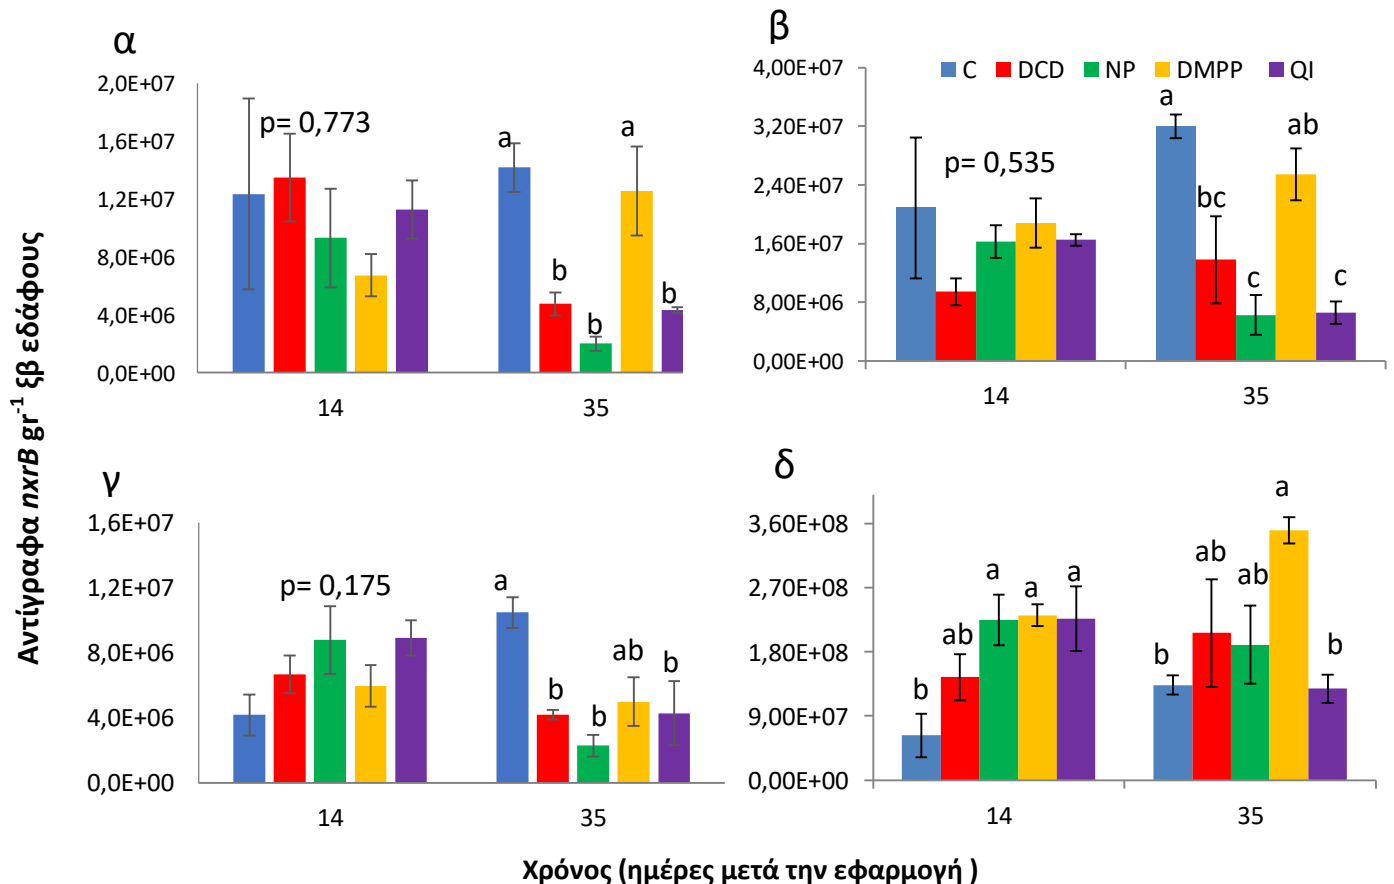 Αντίγραφα nxrB gr-1 ξβ εδάφους
α
2,0E+07
1,6E+07
1,2E+07
8,0E+06
4,0E+06
0,0E+00
p= 0,773
a
b
b
a
b
14
35
β
C DCD NP DMPP QI
4,00E+07
3,20E+07
2,40E+07
1,60E+07
8,00E+06
0,00E+00
p= 0,535
a
bc
c
ab
c
14
35
γ
1,6E+07
1,2E+07
8,0E+06
4,0E+06
0,0E+00
p= 0,175
a
b
b
ab
b
14
35
δ
3,60E+08
2,70E+08
1,80E+08
9,00E+07
0,00E+00
b
ab
a
a
a
b
ab
ab
a
b
14
35
Χρόνος (ημέρες μετά την εφαρμογή )